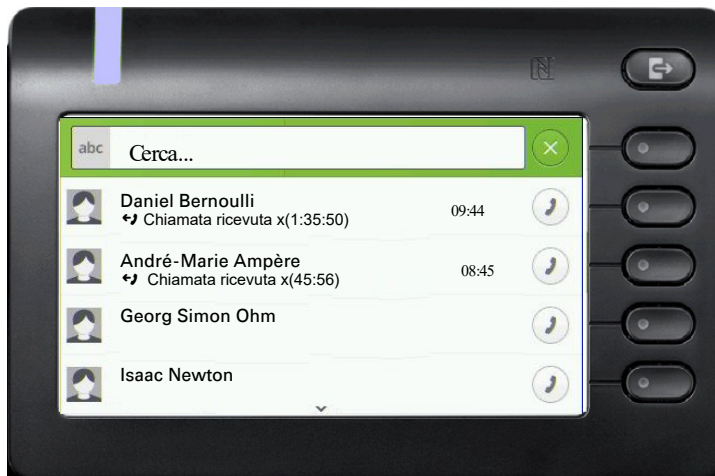 abc Cerca...
Daniel Bernoulli
Chiamata ricevuta x(1:35:50) 09:44
André-Marie Ampère
Chiamata ricevuta x(45:56) 08:45
Georg Simon Ohm
Isaac Newton